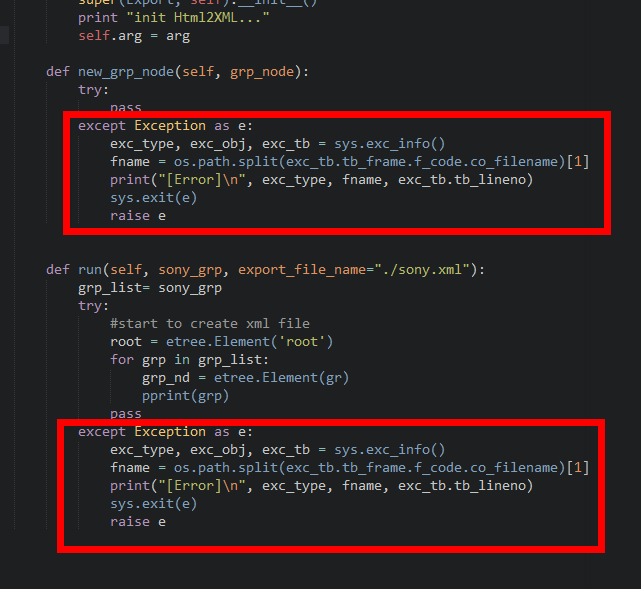 super(Export, self).__init__()
print "init Html2XML..."
self.arg = arg
def new_grp_node(self, grp_node):
try:
pass
except Exception as e:
exc_type, exc_obj, exc_tb = sys.exc_info()
fname = os.path.split(exc_tb.tb_frame.f_code.co_filename)[1]
print("[Error]\n", exc_type, fname, exc_tb.tb_lineno)
sys.exit(e)
raise e
def run(self, sony_grp, export_file_name="./sony.xml"):
grp_list= sony_grp
try:
#start to create xml file
root = etree.Element('root')
for grp in grp_list:
grp_nd = etree.Element(gr)
pprint(grp)
pass
except Exception as e:
exc_type, exc_obj, exc_tb = sys.exc_info()
fname = os.path.split(exc_tb.tb_frame.f_code.co_filename)[1]
print("[Error]\n", exc_type, fname, exc_tb.tb_lineno)
sys.exit(e)
raise e